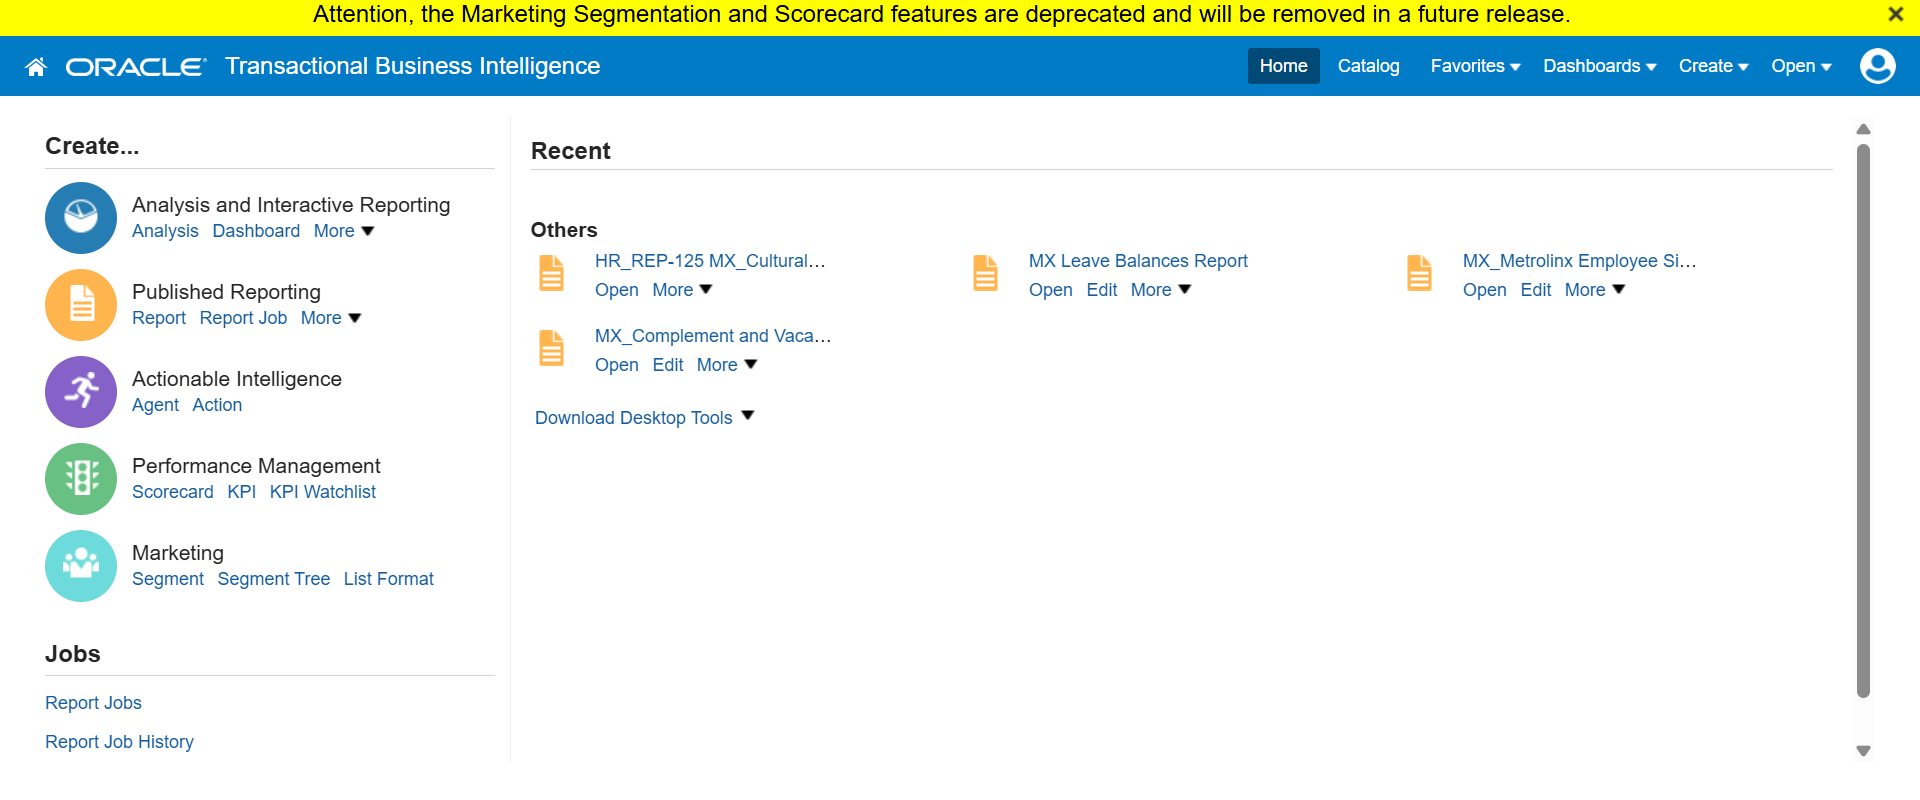 Attention, the Marketing Segmentation and Scorecard features are deprecated and will be removed in a future release.
ORACLE Transactional Business Intelligence
Home Catalog Favorites Dashboards Create Open
Create...
Analysis and Interactive Reporting
Analysis Dashboard More
Published Reporting
Report Report Job More
Actionable Intelligence
Agent Action
Performance Management
Scorecard KPI KPI Watchlist
Marketing
Segment Segment Tree List Format
Jobs
Report Jobs
Report Job History
Recent
Others
HR_REP-125 MX_Cultural...
Open More
MX Leave Balances Report
Open Edit More
MX_Metrolinx Employee Si...
Open Edit More
MX_Complement and Vaca...
Open Edit More
Download Desktop Tools